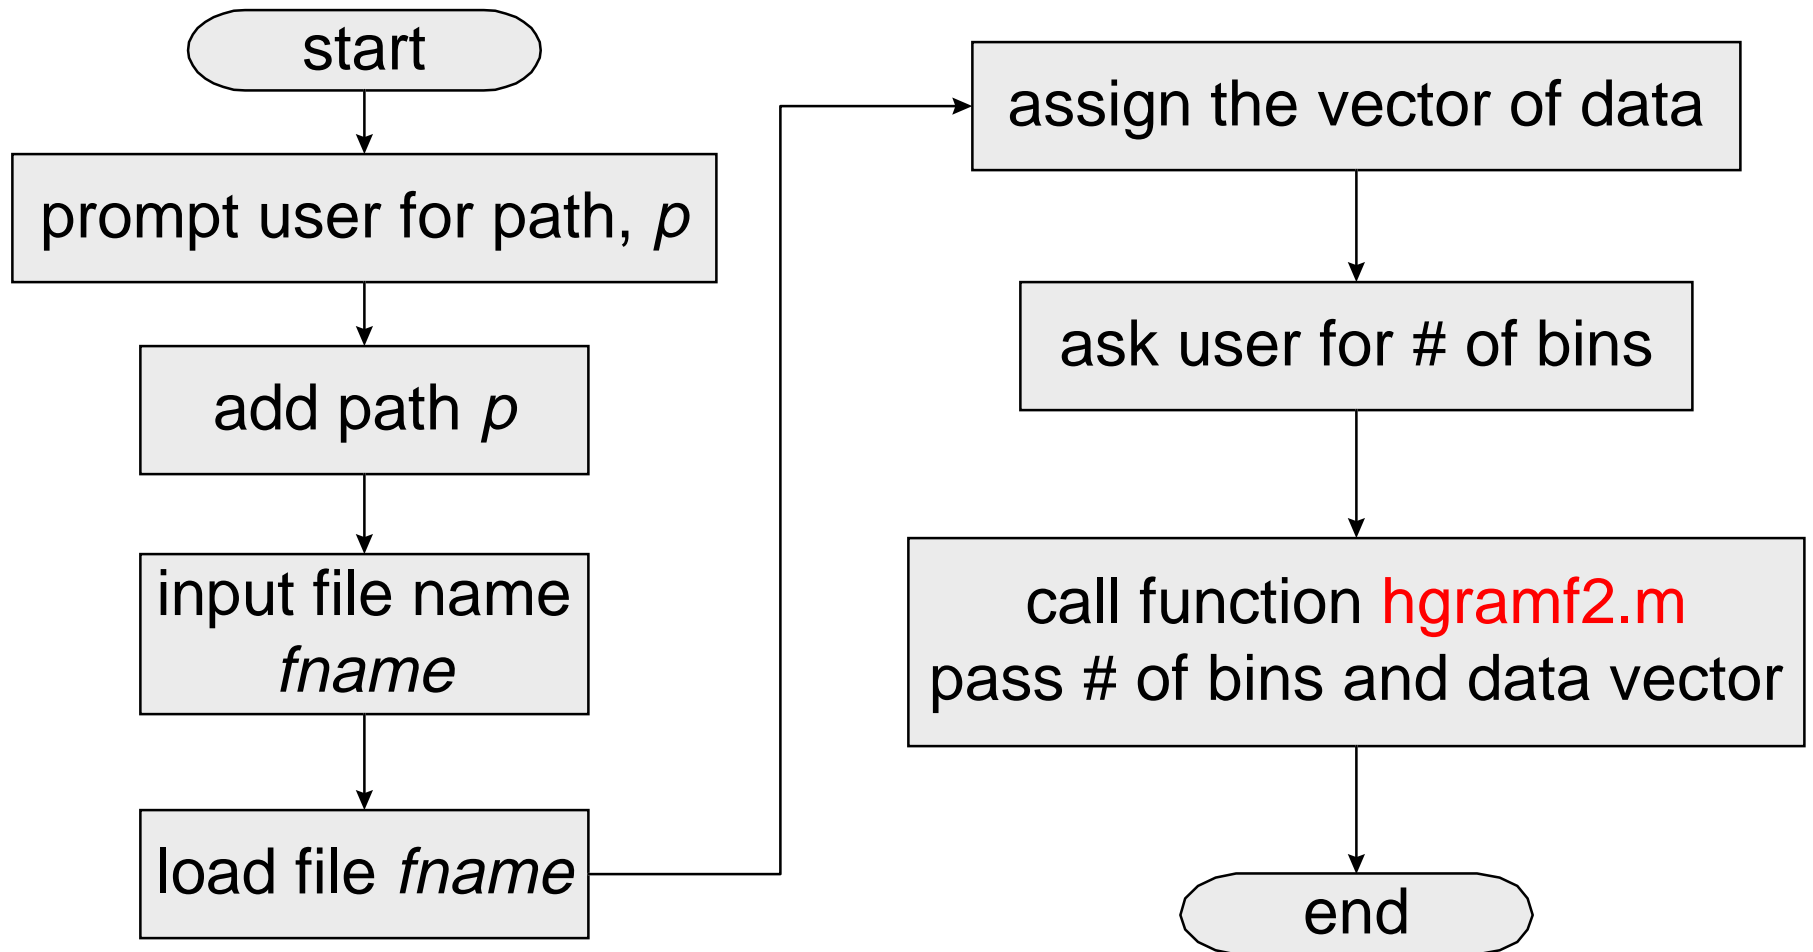 start
prompt user for path, p
add path p
input file name
fname
load file fname
assign the vector of data
ask user for # of bins
call function hgramf2.m
pass # of bins and data vector
end